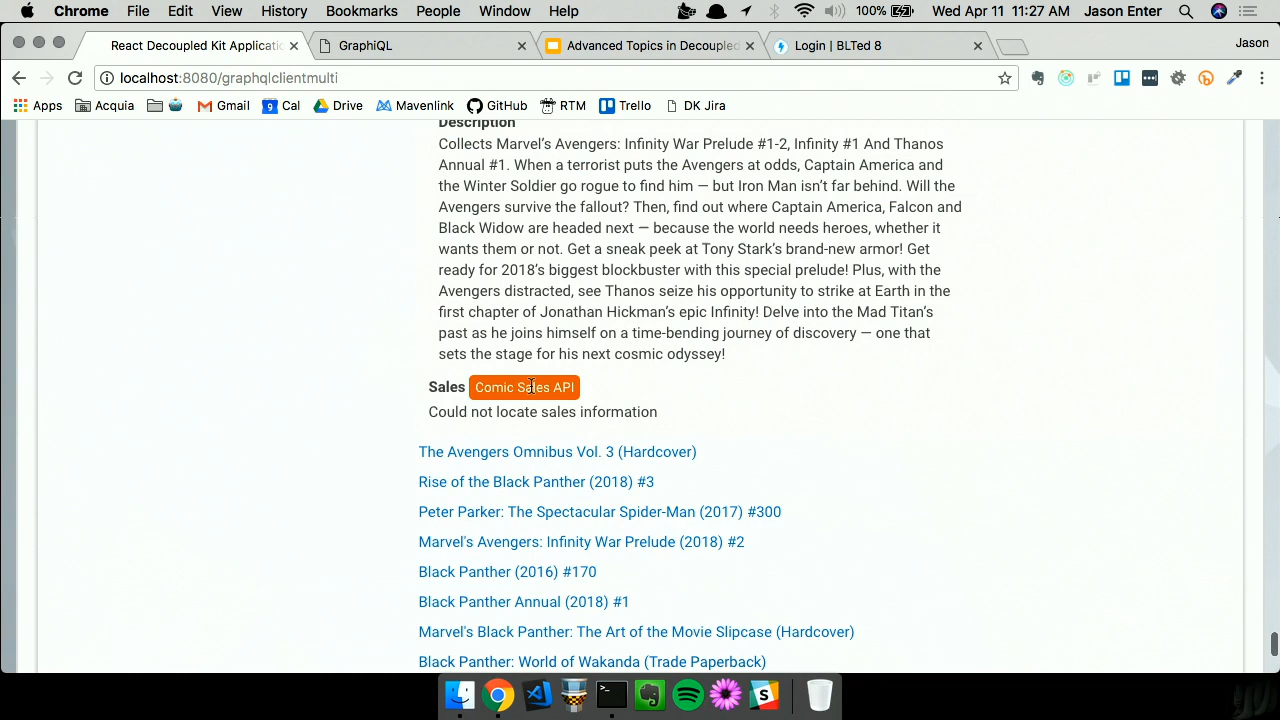 Chrome File Edit View History Bookmarks People Window Help 100% Wed Apr 11 11:27 AM Jason Enter
React Decoupled Kit Applicatio GraphiQL Advanced Topics in Decoupled Login | BLTed 8 Jason
localhost:8080/graphqlclientmulti
Apps Acquia Gmail Cal Drive Mavenlink GitHub RTM Trello DK Jira
Description
Collects Marvel's Avengers: Infinity War Prelude #1-2, Infinity #1 And Thanos
Annual #1. When a terrorist puts the Avengers at odds, Captain America and
the Winter Soldier go rogue to find him — but Iron Man isn't far behind. Will the
Avengers survive the fallout? Then, find out where Captain America, Falcon and
Black Widow are headed next — because the world needs heroes, whether it
wants them or not. Get a sneak peek at Tony Stark's brand-new armor! Get
ready for 2018's biggest blockbuster with this special prelude! Plus, with the
Avengers distracted, see Thanos seize his opportunity to strike at Earth in the
first chapter of Jonathan Hickman's epic Infinity! Delve into the Mad Titan's
past as he joins himself on a time-bending journey of discovery — one that
sets the stage for his next cosmic odyssey!
Sales Comic Sales API
Could not locate sales information
The Avengers Omnibus Vol. 3 (Hardcover)
Rise of the Black Panther (2018) #3
Peter Parker: The Spectacular Spider-Man (2017) #300
Marvel's Avengers: Infinity War Prelude (2018) #2
Black Panther (2016) #170
Black Panther Annual (2018) #1
Marvel's Black Panther: The Art of the Movie Slipcase (Hardcover)
Black Panther: World of Wakanda (Trade Paperback)